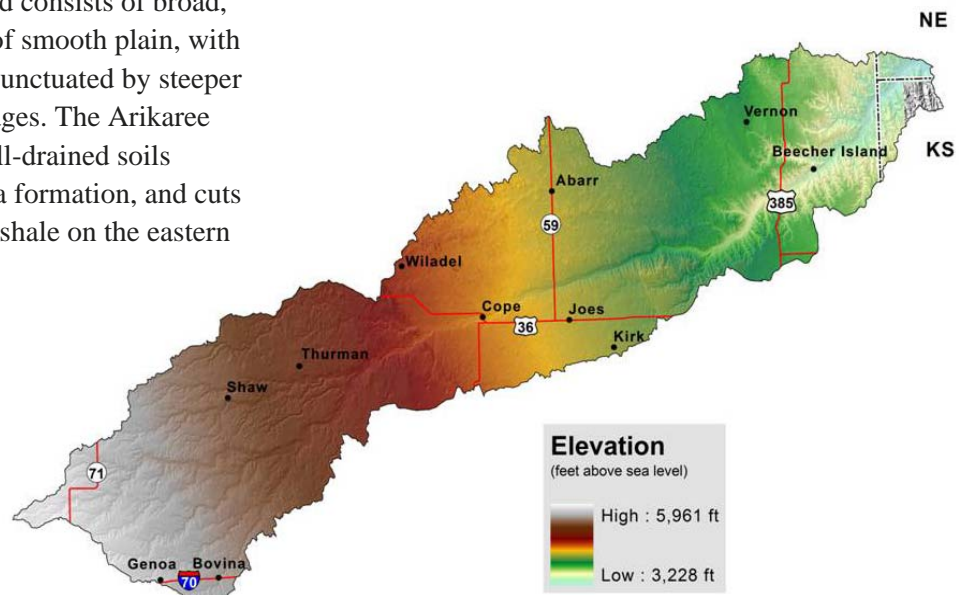 d consists of broad,
of smooth plain, with
punctuated by steeper
ges. The Arikaree
ll-drained soils
a formation, and cuts
shale on the eastern
NE
KS
Vernon
Beecher Island
385
Abarr
59
Wiladel
Cope
Joes
36
Kirk
Thurman
Shaw
71
Genoa
Bovina
70
Elevation
(feet above sea level)
High : 5,961 ft
Low : 3,228 ft